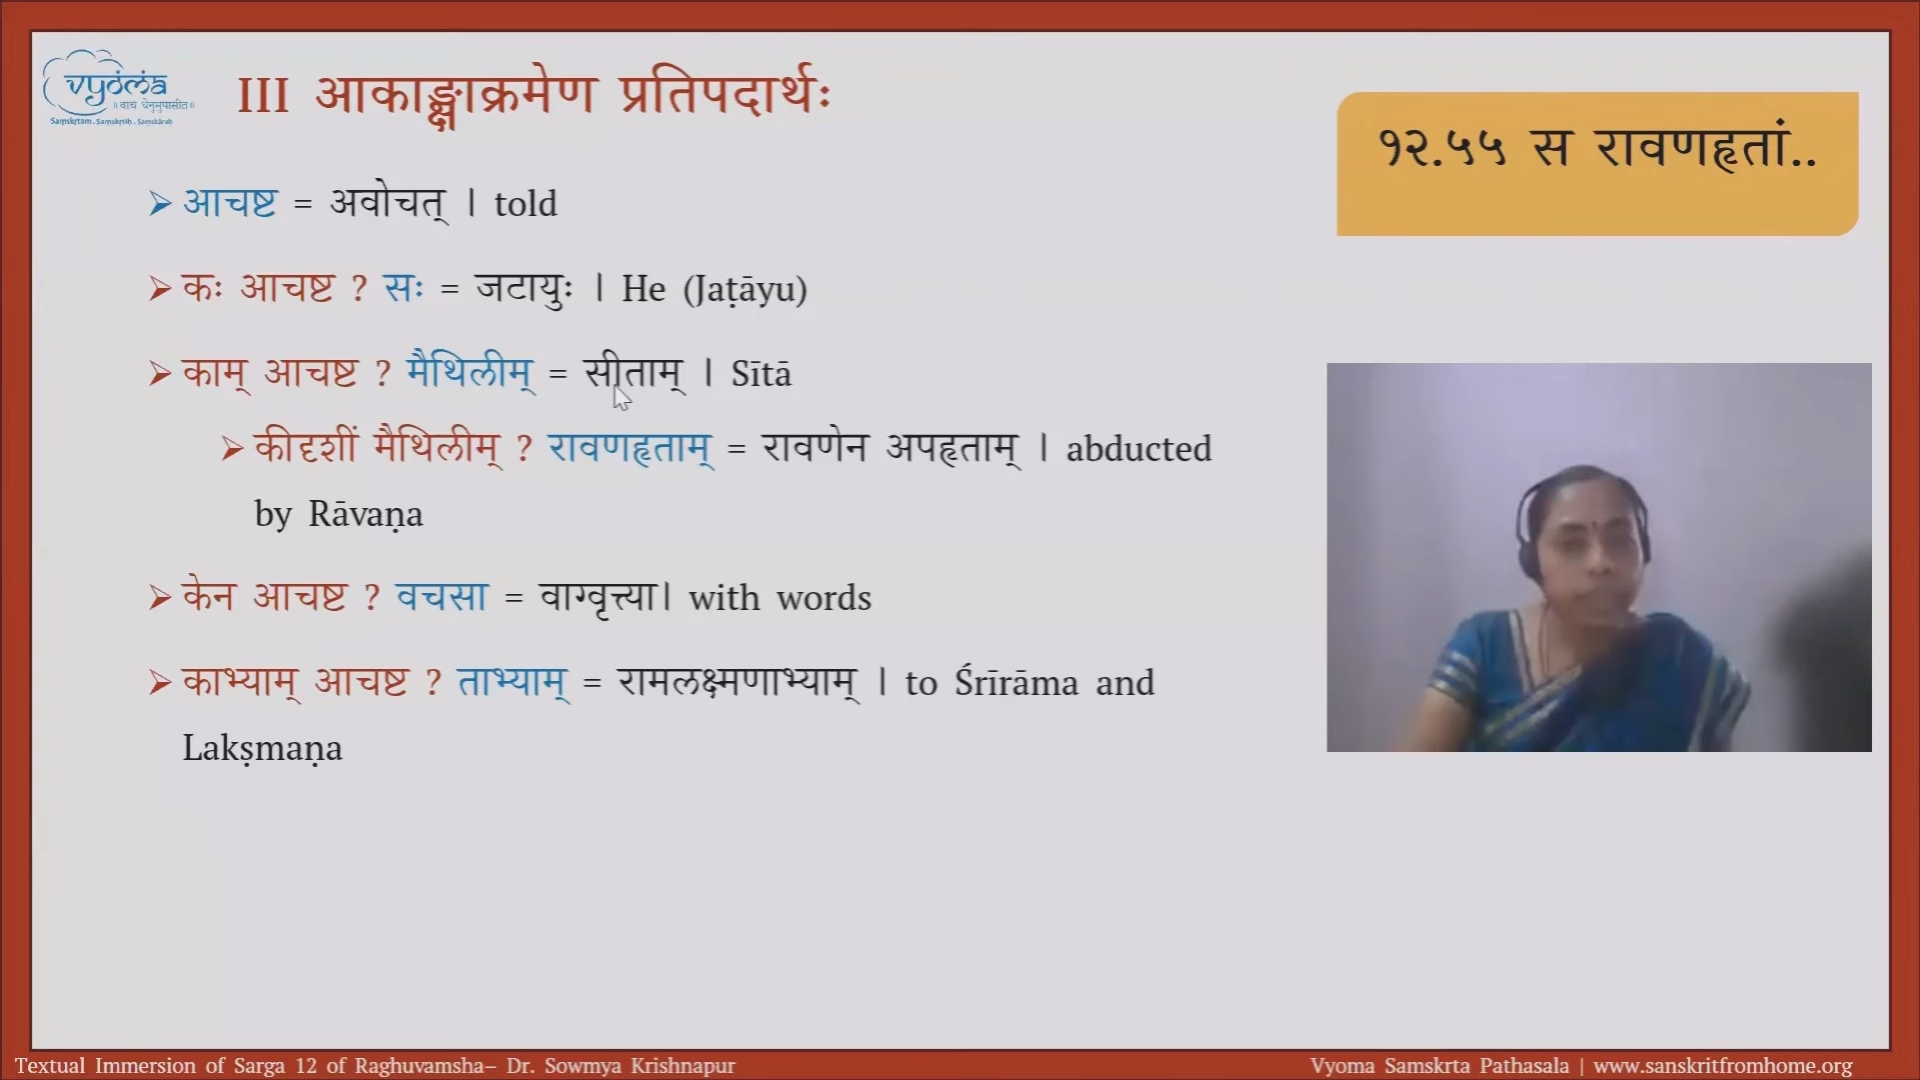 vyoma
॥ वाचं धेनुमुपासीत॥
Saṃskṛtam . Saṃskṛtiḥ . Saṃskāraḥ
III आकाङ्क्षाक्रमेण प्रतिपदार्थः
१२.५५ स रावणहृतां..
➢ आचष्ट = अवोचत् । told
➢ कः आचष्ट ? सः = जटायुः । He (Jaṭāyu)
➢ काम् आचष्ट ? मैथिलीम् = सीताम् । Sītā
➢ कीदृशीं मैथिलीम् ? रावणहृताम् = रावणेन अपहृताम् । abducted
by Rāvaṇa
➢ केन आचष्ट ? वचसा = वाग्वृत्त्या। with words
➢ काभ्याम् आचष्ट ? ताभ्याम् = रामलक्ष्मणाभ्याम् । to Śrīrāma and
Lakṣmaṇa
Textual Immersion of Sarga 12 of Raghuvamsha– Dr. Sowmya Krishnapur
Vyoma Samskrta Pathasala | www.sanskritfromhome.org